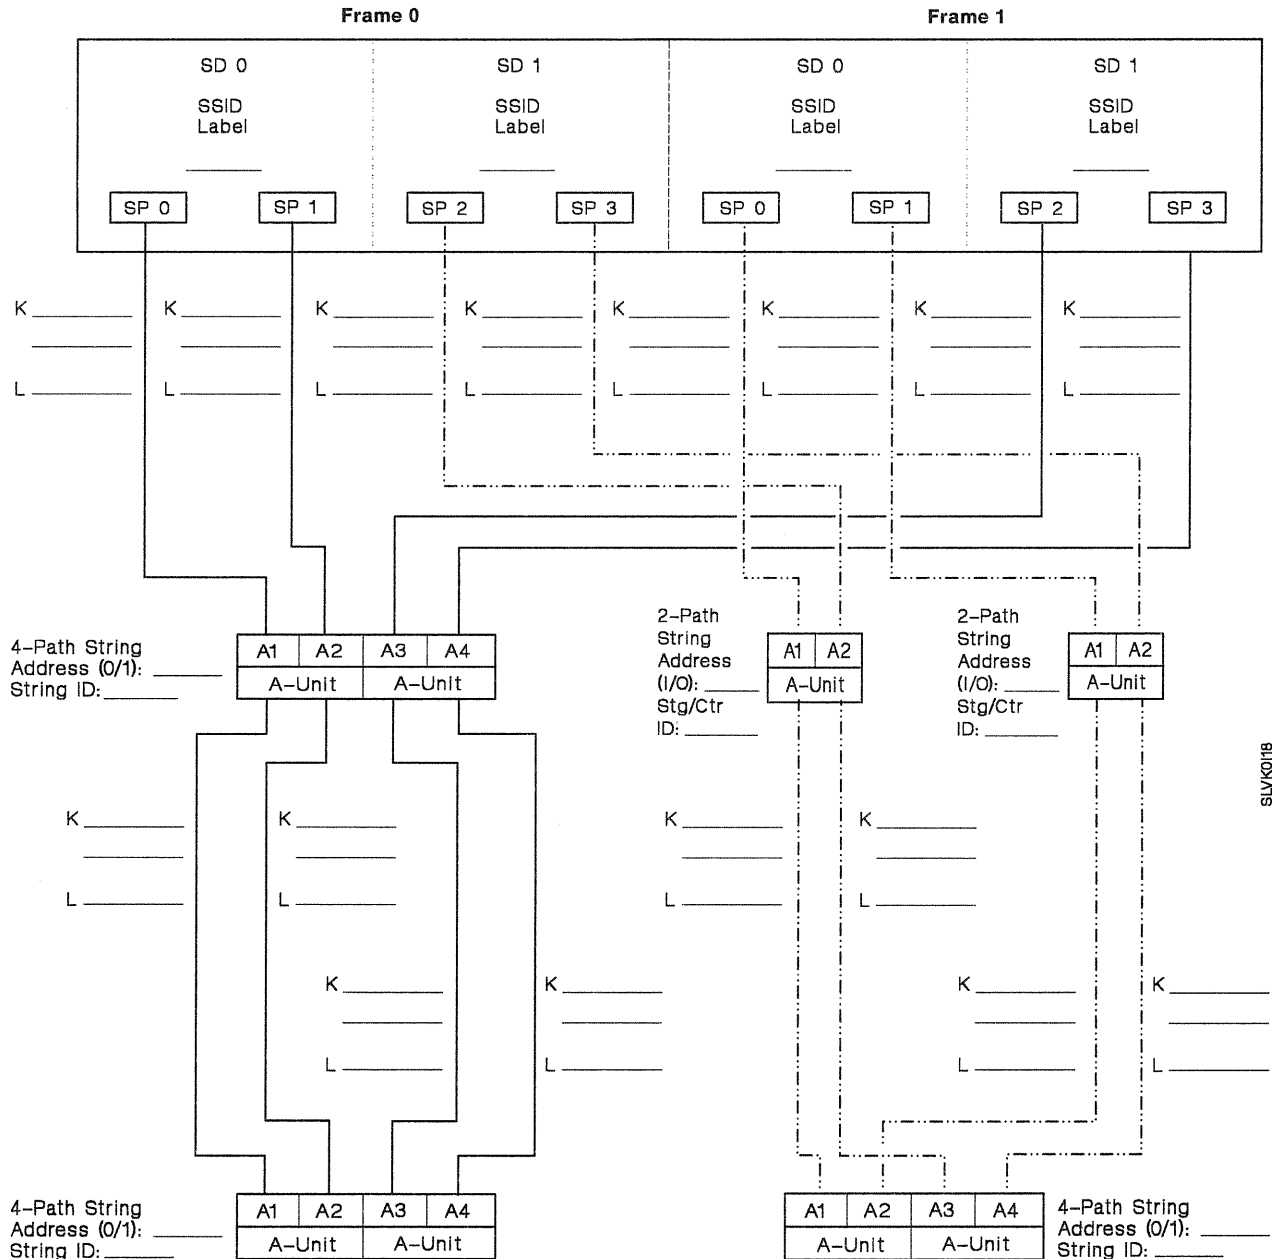 Frame 0 Frame 1
SD 0 SD 1 SD 0 SD 1
SSID SSID SSID SSID
Label Label Label Label
SP 0 SP 1 SP 2 SP 3 SP 0 SP 1 SP 2 SP 3
K K K K K K K K
L L L L L L L L
4-Path String
Address (0/1):
String ID:
A1 A2 A3 A4
A-Unit A-Unit
2-Path
String
Address
(I/O):
Stg/Ctr
ID:
A1 A2
A-Unit
2-Path
String
Address
(I/O):
Stg/Ctr
ID:
A1 A2
A-Unit
SLVK0I18
K K K K
L L L L
K K K K
L L L L
4-Path String
Address (0/1):
String ID:
A1 A2 A3 A4
A-Unit A-Unit
A1 A2 A3 A4
A-Unit A-Unit
4-Path String
Address (0/1):
String ID: